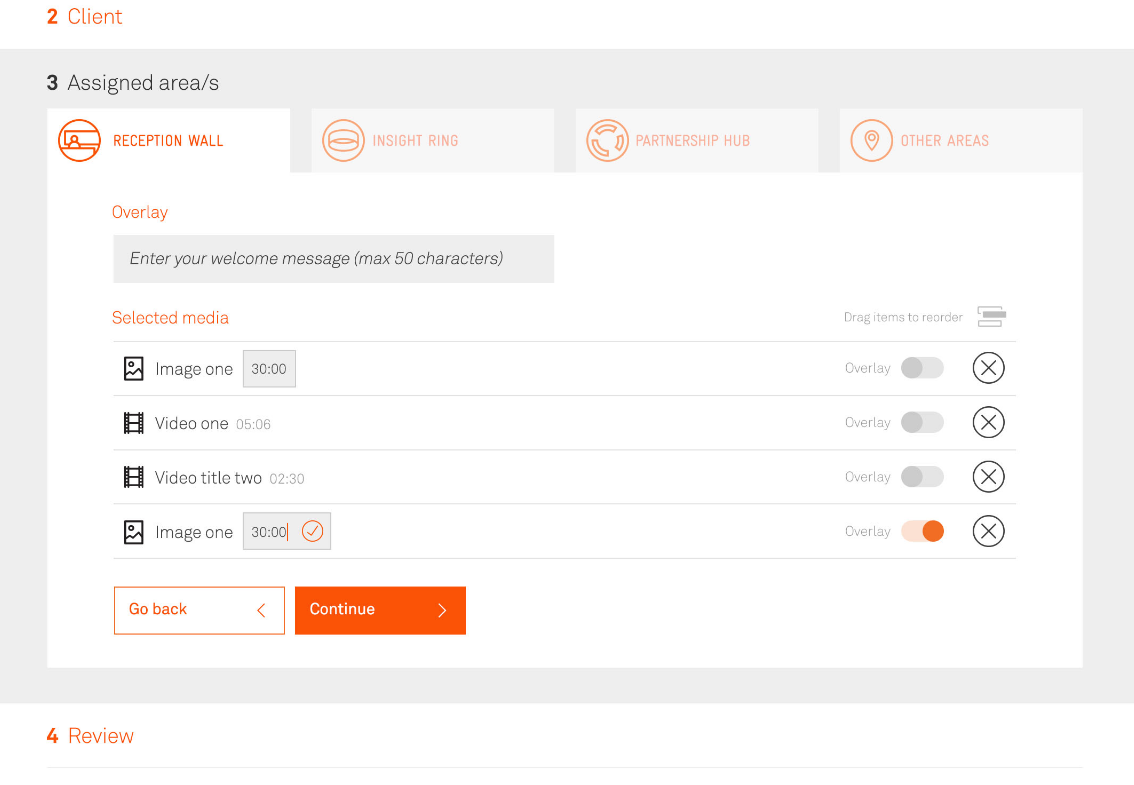 2 Client
3 Assigned area/s
RECEPTION WALL
INSIGHT RING
PARTNERSHIP HUB
OTHER AREAS
Overlay
Enter your welcome message (max 50 characters)
Selected media
Drag items to reorder
Image one 30:00 Overlay
Video one 05:06 Overlay
Video title two 02:30 Overlay
Image one 30:00 Overlay
Go back
Continue
4 Review